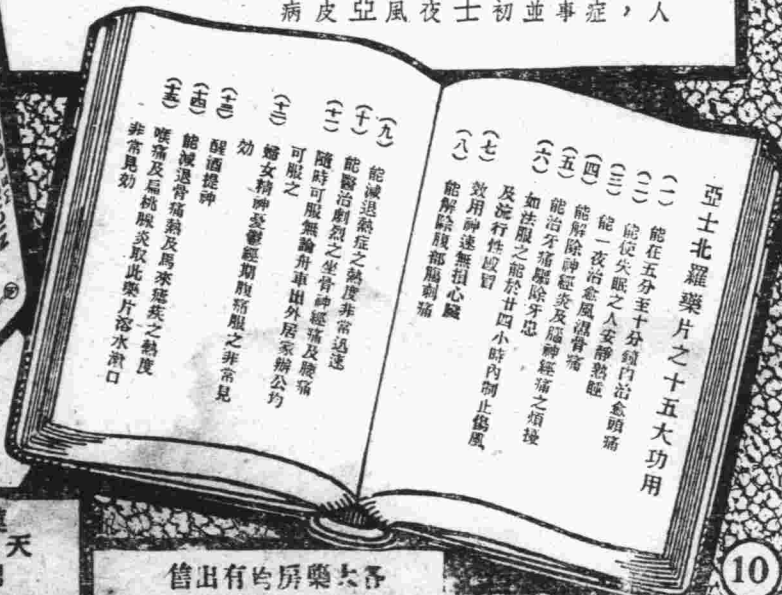 人，症事並初士夜風亞皮病
亞士北羅藥片之十五大功用
(一) 能在五分至十分鐘內治愈頭痛
(二) 能使失眠之人安靜熟睡
(三) 能一夜治愈風濕骨痛
(四) 能解除神經炎及腦神經痛之煩擾
(五) 能治牙痛驅除牙患
(六) 如法服之能於廿四小時內制止傷風
及流行性感冒
(七) 效用神速無損心臟
(八) 能解除腹部腸刺痛
(九) 能減退熱症之熱度非常迅速
(十) 能醫治劇烈之坐骨神經痛及腰痛
(十一) 隨時可服無論舟車出外居家辦公均
可服之
(十二) 婦女精神憂鬱經期腹痛服之非常見
効
(十三) 醒酒提神
(十四) 能減退骨痛熱及馬來瘧疾之熱度
(十五) 喉痛及扁桃腺炎取此藥片溶水漱口
非常見効
各大藥房均有出售
天
10